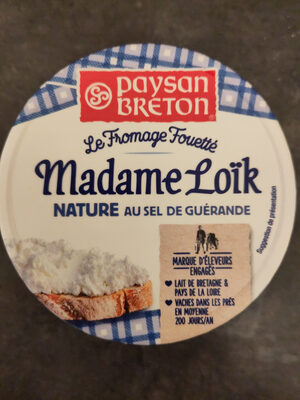 paysan
BRETON
Le Fromage Fouetté
Madame Loïk
NATURE AU SEL DE GUÉRANDE
Suggestion de présentation
MARQUE D'ÉLEVEURS
ENGAGÉS
LAIT DE BRETAGNE &
PAYS DE LA LOIRE
VACHES DANS LES PRÉS
EN MOYENNE
200 JOURS/AN